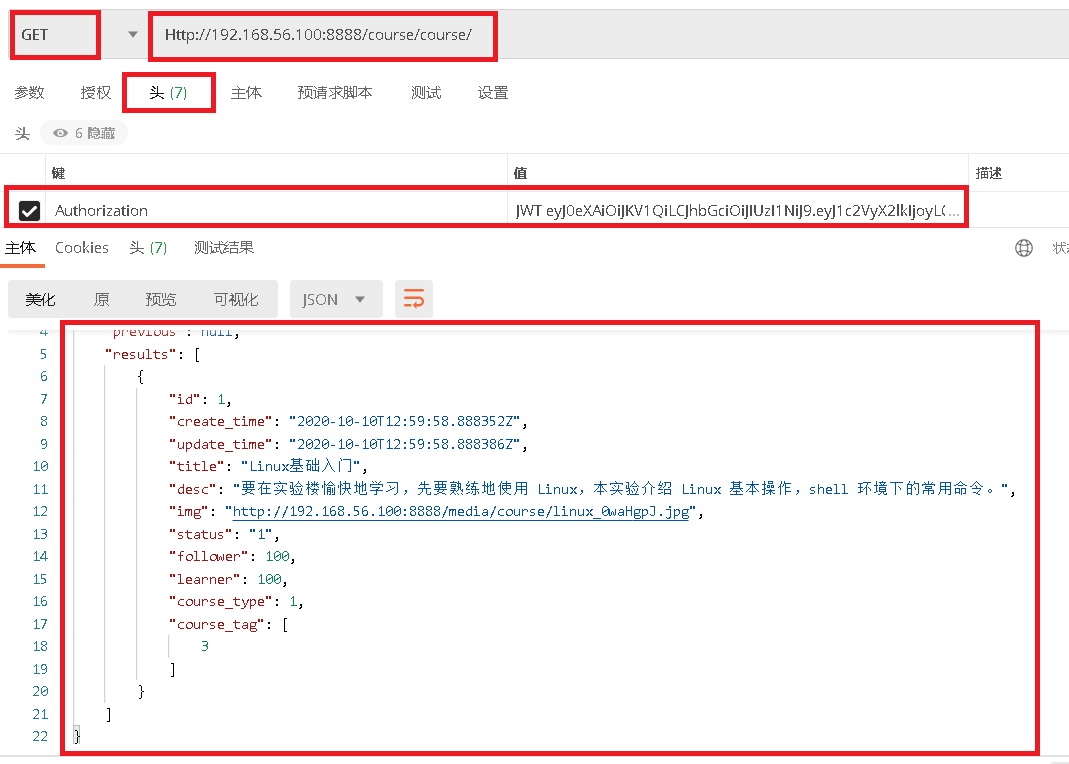 GET Http://192.168.56.100:8888/course/course/
参数 授权 头 (7) 主体 预请求脚本 测试 设置
头 6 隐藏
键 值 描述
Authorization JWT eyJ0eXAiOiJKV1QiLCJhbGciOiJIUzI1NiJ9.eyJ1c2VyX2lkIjoyLC...
主体 Cookies 头 (7) 测试结果
美化 原 预览 可视化 JSON
4 "previous": null,
5 "results": [
6 {
7 "id": 1,
8 "create_time": "2020-10-10T12:59:58.888352Z",
9 "update_time": "2020-10-10T12:59:58.888386Z",
10 "title": "Linux基础入门",
11 "desc": "要在实验楼愉快地学习，先要熟练地使用 Linux，本实验介绍 Linux 基本操作，shell 环境下的常用命令。",
12 "img": "http://192.168.56.100:8888/media/course/linux_0waHgpJ.jpg",
13 "status": "1",
14 "follower": 100,
15 "learner": 100,
16 "course_type": 1,
17 "course_tag": [
18 3
19 ]
20 }
21 ]
22 }